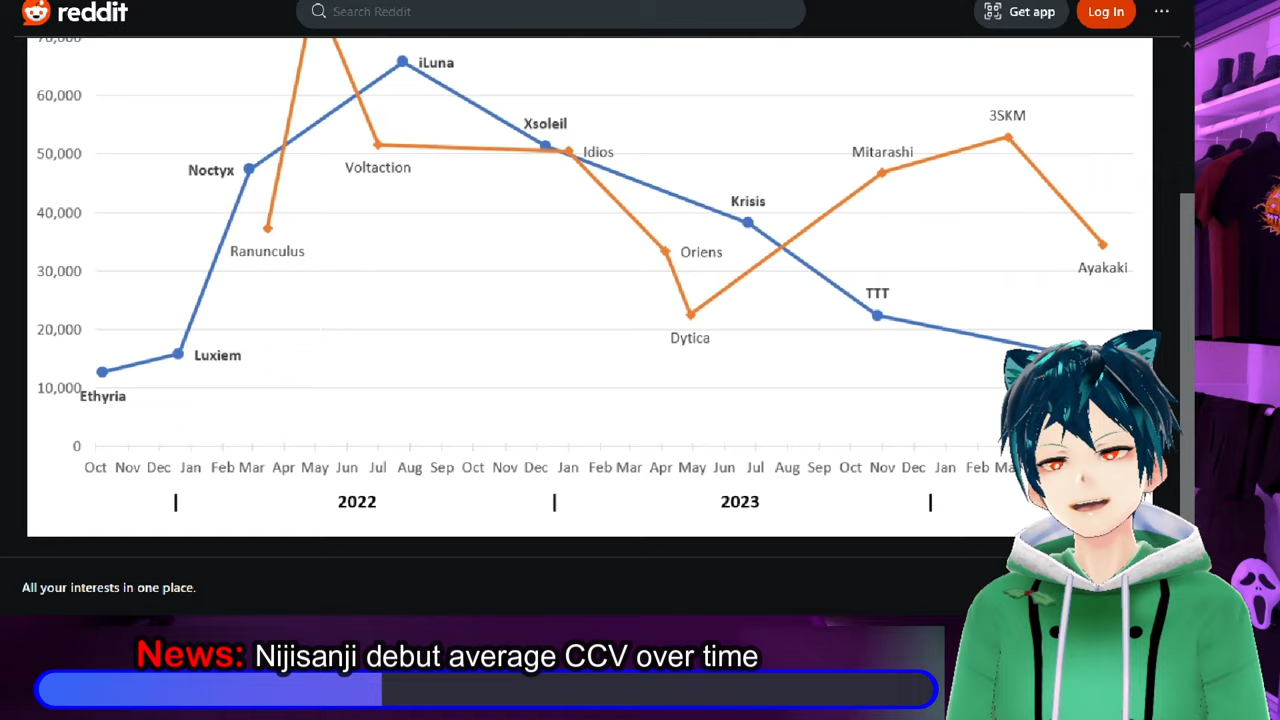 reddit
Search Reddit
Get app
Log In
70,000
iLuna
60,000
3SKM
Xsoleil
50,000
Idios
Mitarashi
Noctyx
Voltaction
Krisis
40,000
Ranunculus
Oriens
Ayakaki
30,000
TTT
20,000
Dytica
Luxiem
10,000
Ethyria
0
Oct Nov Dec Jan Feb Mar Apr May Jun Jul Aug Sep Oct Nov Dec Jan Feb Mar Apr May Jun Jul Aug Sep Oct Nov Dec Jan Feb
| 2022 | 2023 |
All your interests in one place.
News: Nijisanji debut average CCV over time